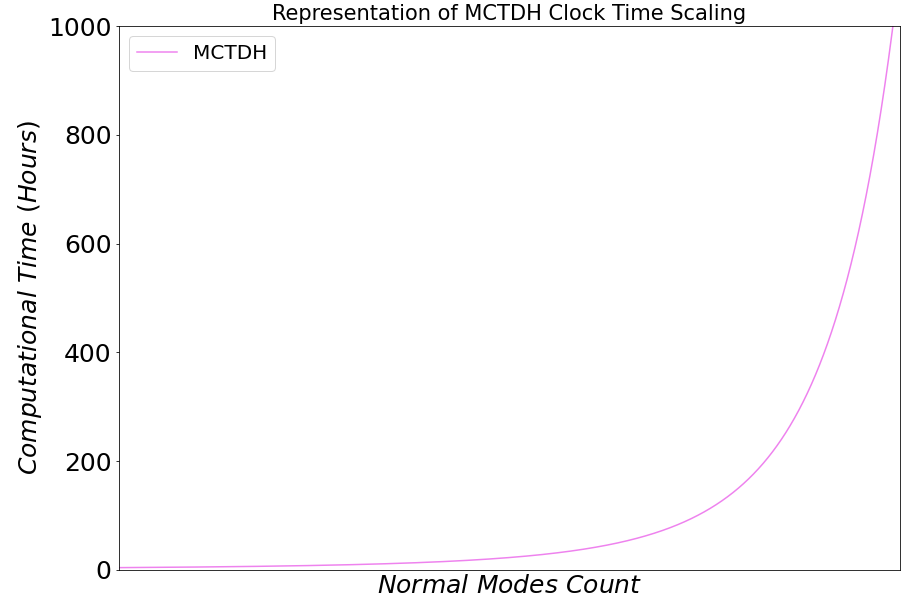 Representation of MCTDH Clock Time Scaling
1000
MCTDH
800
600
400
200
0
Computational Time (Hours)
Normal Modes Count